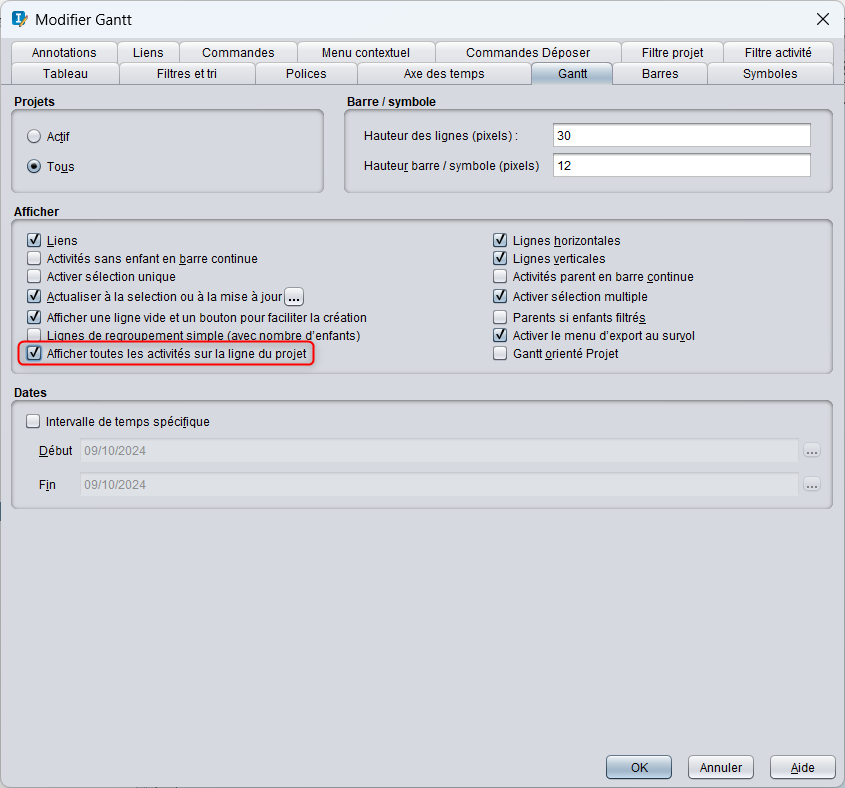 Modifier Gantt
Annotations Liens Commandes Menu contextuel Commandes Déposer Filtre projet Filtre activité
Tableau Filtres et tri Polices Axe des temps Gantt Barres Symboles
Projets
Actif
Tous
Barre / symbole
Hauteur des lignes (pixels) : 30
Hauteur barre / symbole (pixels) 12
Afficher
Liens
Activités sans enfant en barre continue
Activer sélection unique
Actualiser à la selection ou à la mise à jour ...
Afficher une ligne vide et un bouton pour faciliter la création
Lignes de regroupement simple (avec nombre d'enfants)
Afficher toutes les activités sur la ligne du projet
Lignes horizontales
Lignes verticales
Activités parent en barre continue
Activer sélection multiple
Parents si enfants filtrés
Activer le menu d'export au survol
Gantt orienté Projet
Dates
Intervalle de temps spécifique
Début 09/10/2024 ...
Fin 09/10/2024 ...
OK Annuler Aide